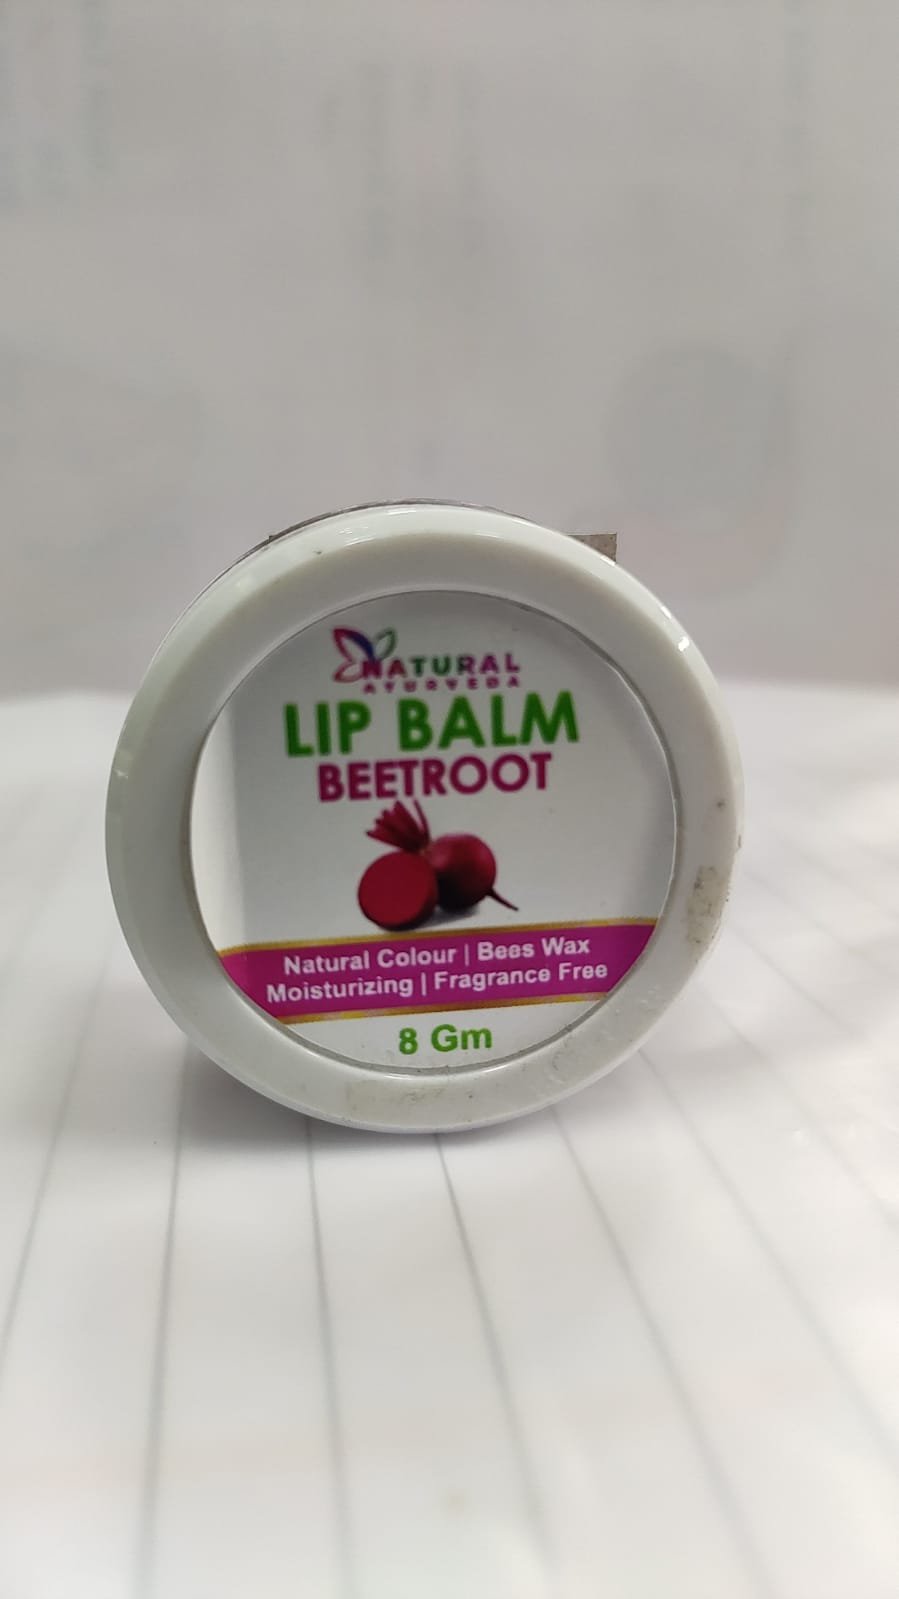 NATURAL
AYURVEDA
LIP BALM
BEETROOT
Natural Colour | Bees Wax
Moisturizing | Fragrance Free
8 Gm